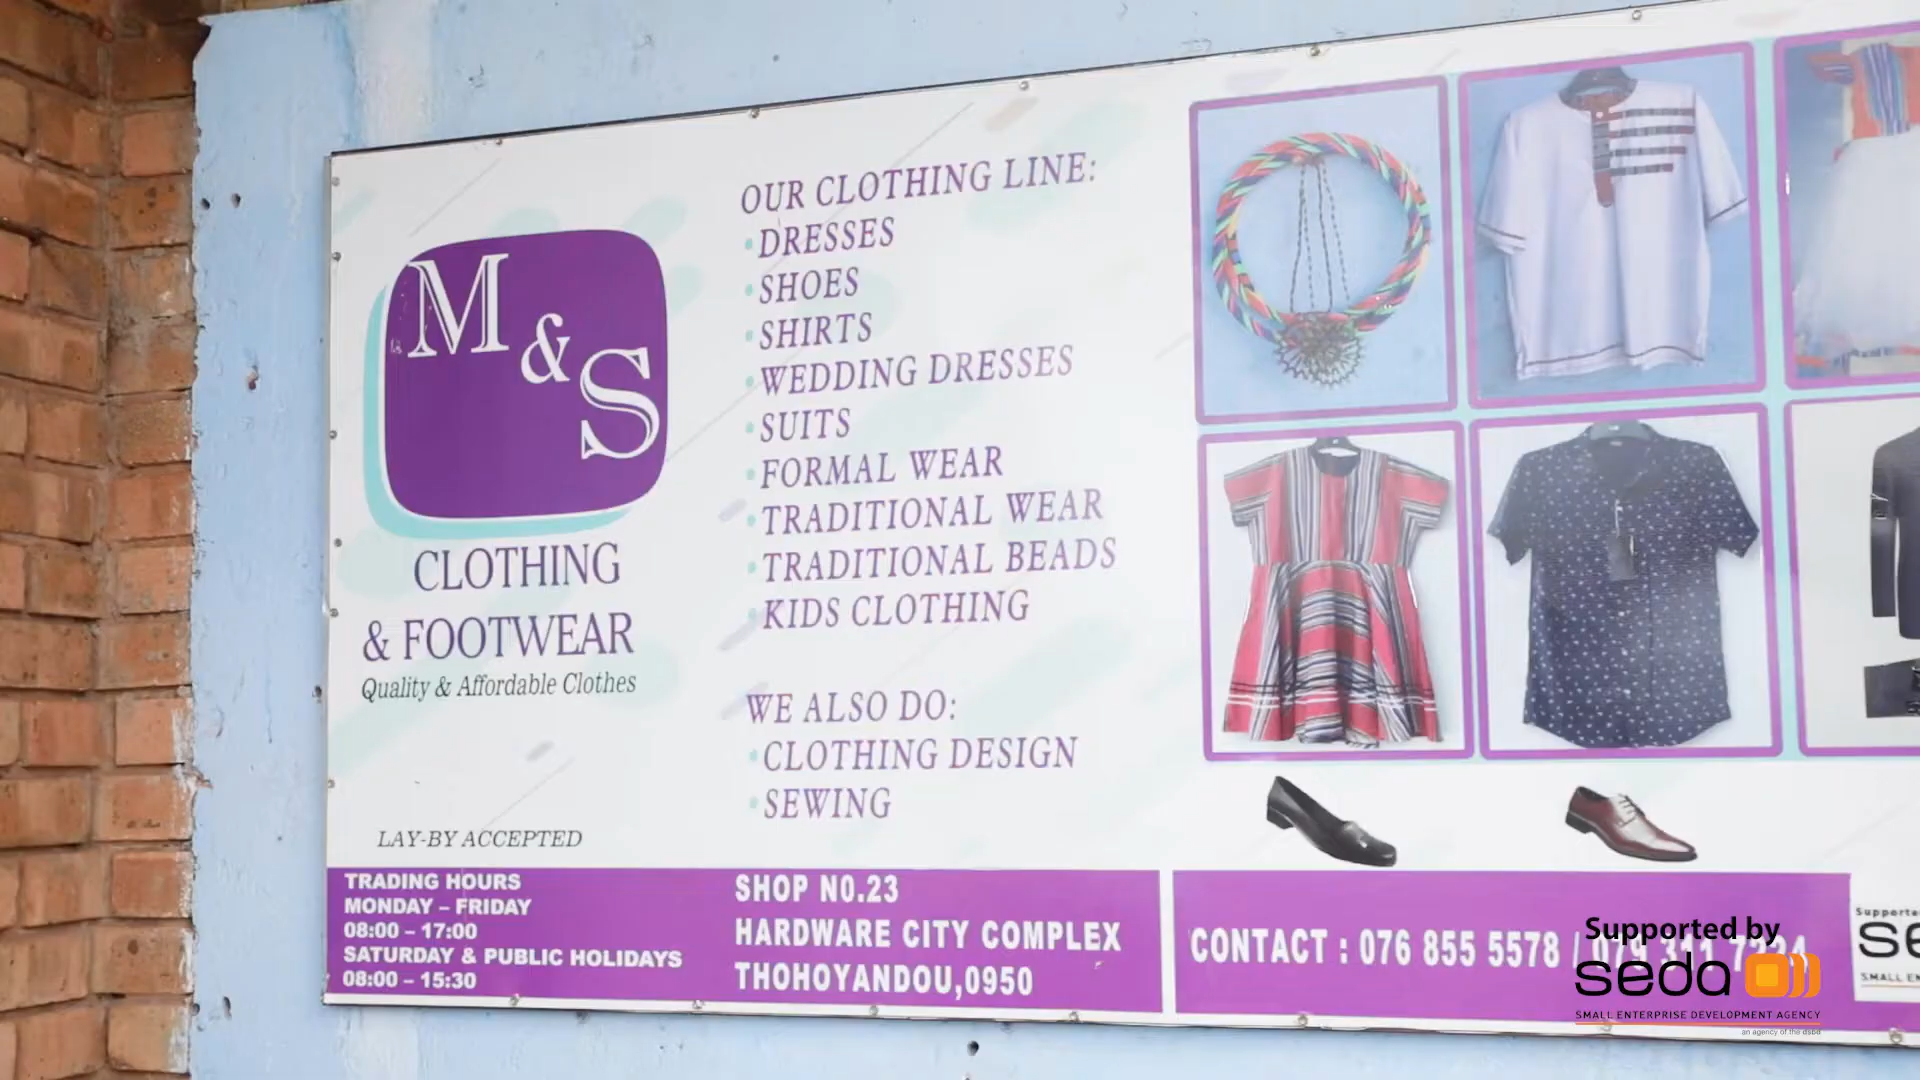 M
&
S
CLOTHING
& FOOTWEAR
Quality & Affordable Clothes
LAY-BY ACCEPTED
OUR CLOTHING LINE:
•DRESSES
•SHOES
•SHIRTS
•WEDDING DRESSES
•SUITS
•FORMAL WEAR
•TRADITIONAL WEAR
•TRADITIONAL BEADS
•KIDS CLOTHING
WE ALSO DO:
•CLOTHING DESIGN
•SEWING
TRADING HOURS
MONDAY – FRIDAY
08:00 – 17:00
SATURDAY & PUBLIC HOLIDAYS
08:00 – 15:30
SHOP N0.23
HARDWARE CITY COMPLEX
THOHOYANDOU,0950
CONTACT : 076 855 5578 /
Supported by
seda
SMALL ENTERPRISE DEVELOPMENT AGENCY
an agency of the dsbd